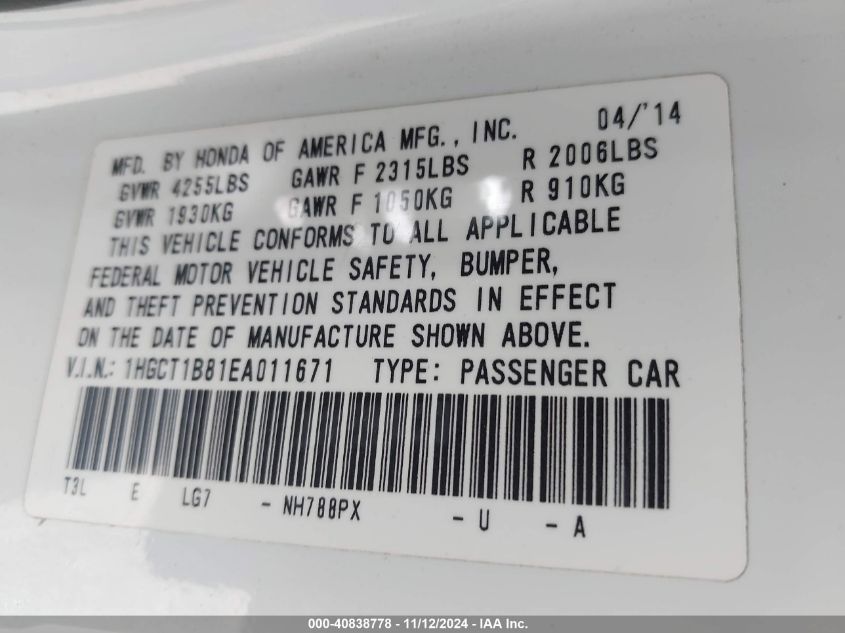 MFD. BY HONDA OF AMERICA MFG., INC. 04/'14
GVWR 4255LBS GAWR F 2315LBS R 2006LBS
GVWR 1930KG GAWR F 1050KG R 910KG
THIS VEHICLE CONFORMS TO ALL APPLICABLE
FEDERAL MOTOR VEHICLE SAFETY, BUMPER,
AND THEFT PREVENTION STANDARDS IN EFFECT
ON THE DATE OF MANUFACTURE SHOWN ABOVE.
V.I.N.: 1HGCT1B81EA011671 TYPE: PASSENGER CAR
T3L E LG7 - NH788PX - U - A
000-40838778 - 11/12/2024 - IAA Inc.